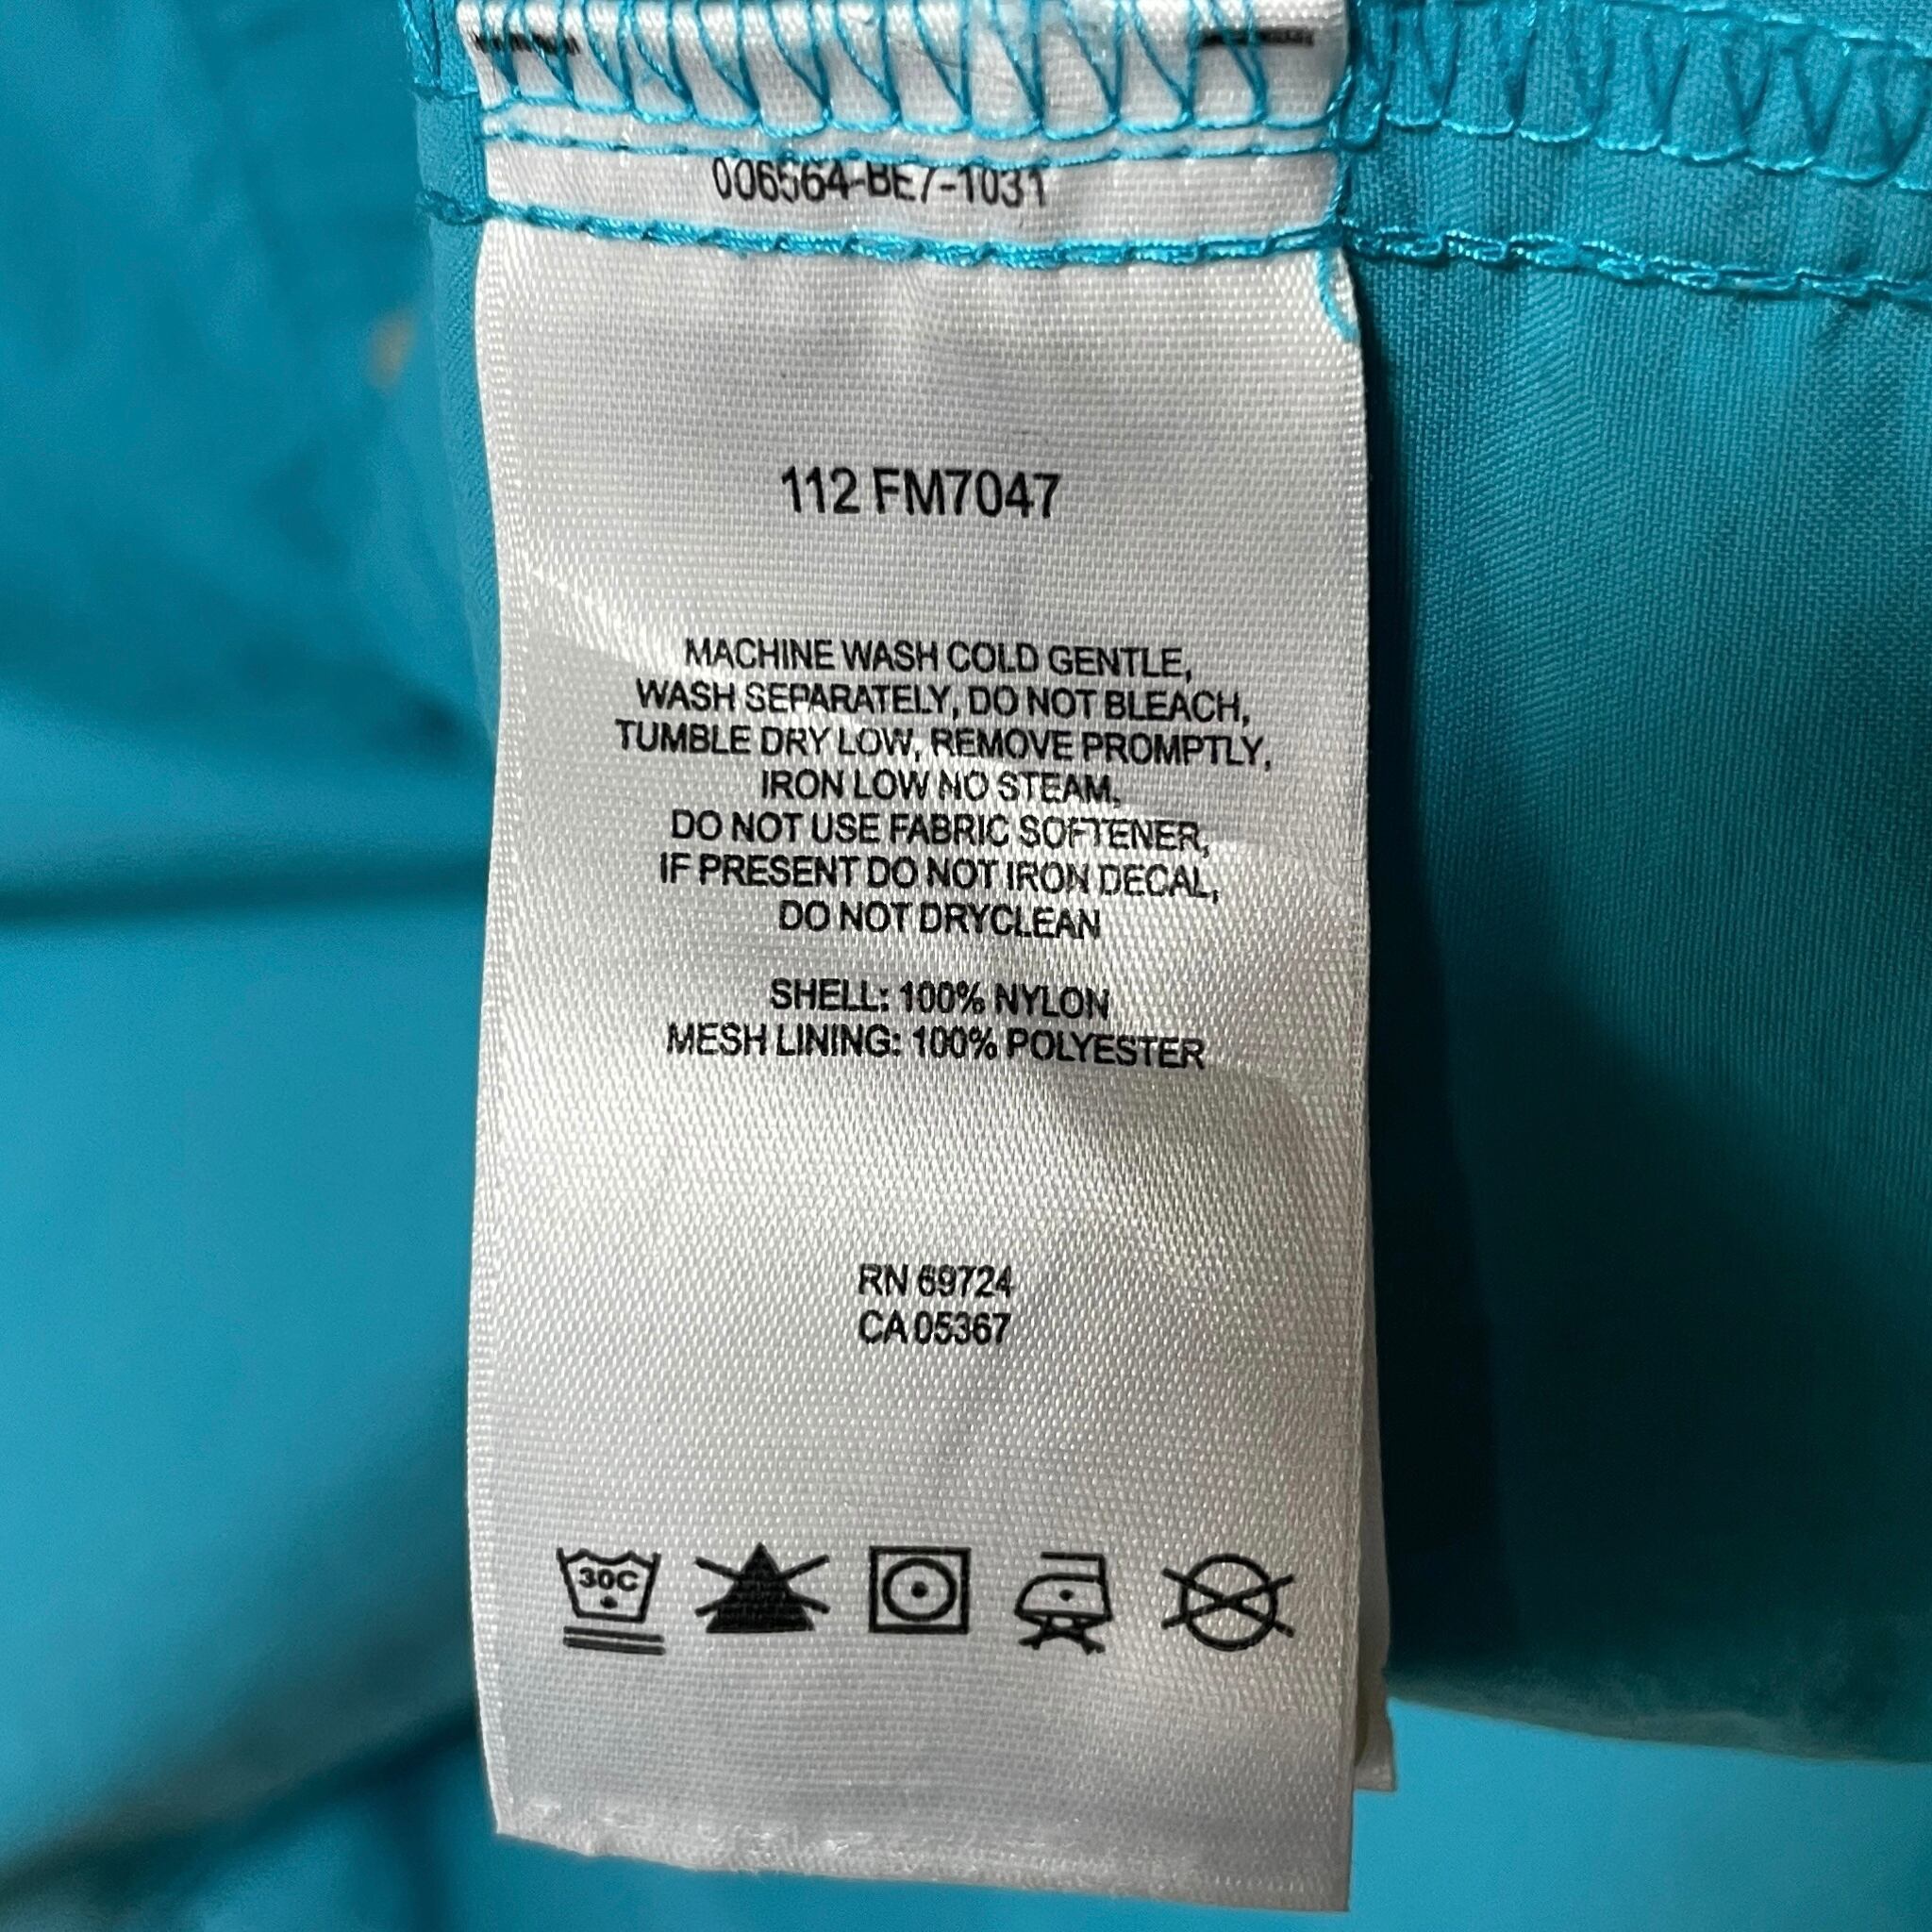 006564-BE7-1031
112 FM7047
MACHINE WASH COLD GENTLE,
WASH SEPARATELY, DO NOT BLEACH,
TUMBLE DRY LOW, REMOVE PROMPTLY,
IRON LOW NO STEAM,
DO NOT USE FABRIC SOFTENER,
IF PRESENT DO NOT IRON DECAL,
DO NOT DRYCLEAN
SHELL: 100% NYLON
MESH LINING: 100% POLYESTER
RN 69724
CA 05367
30C